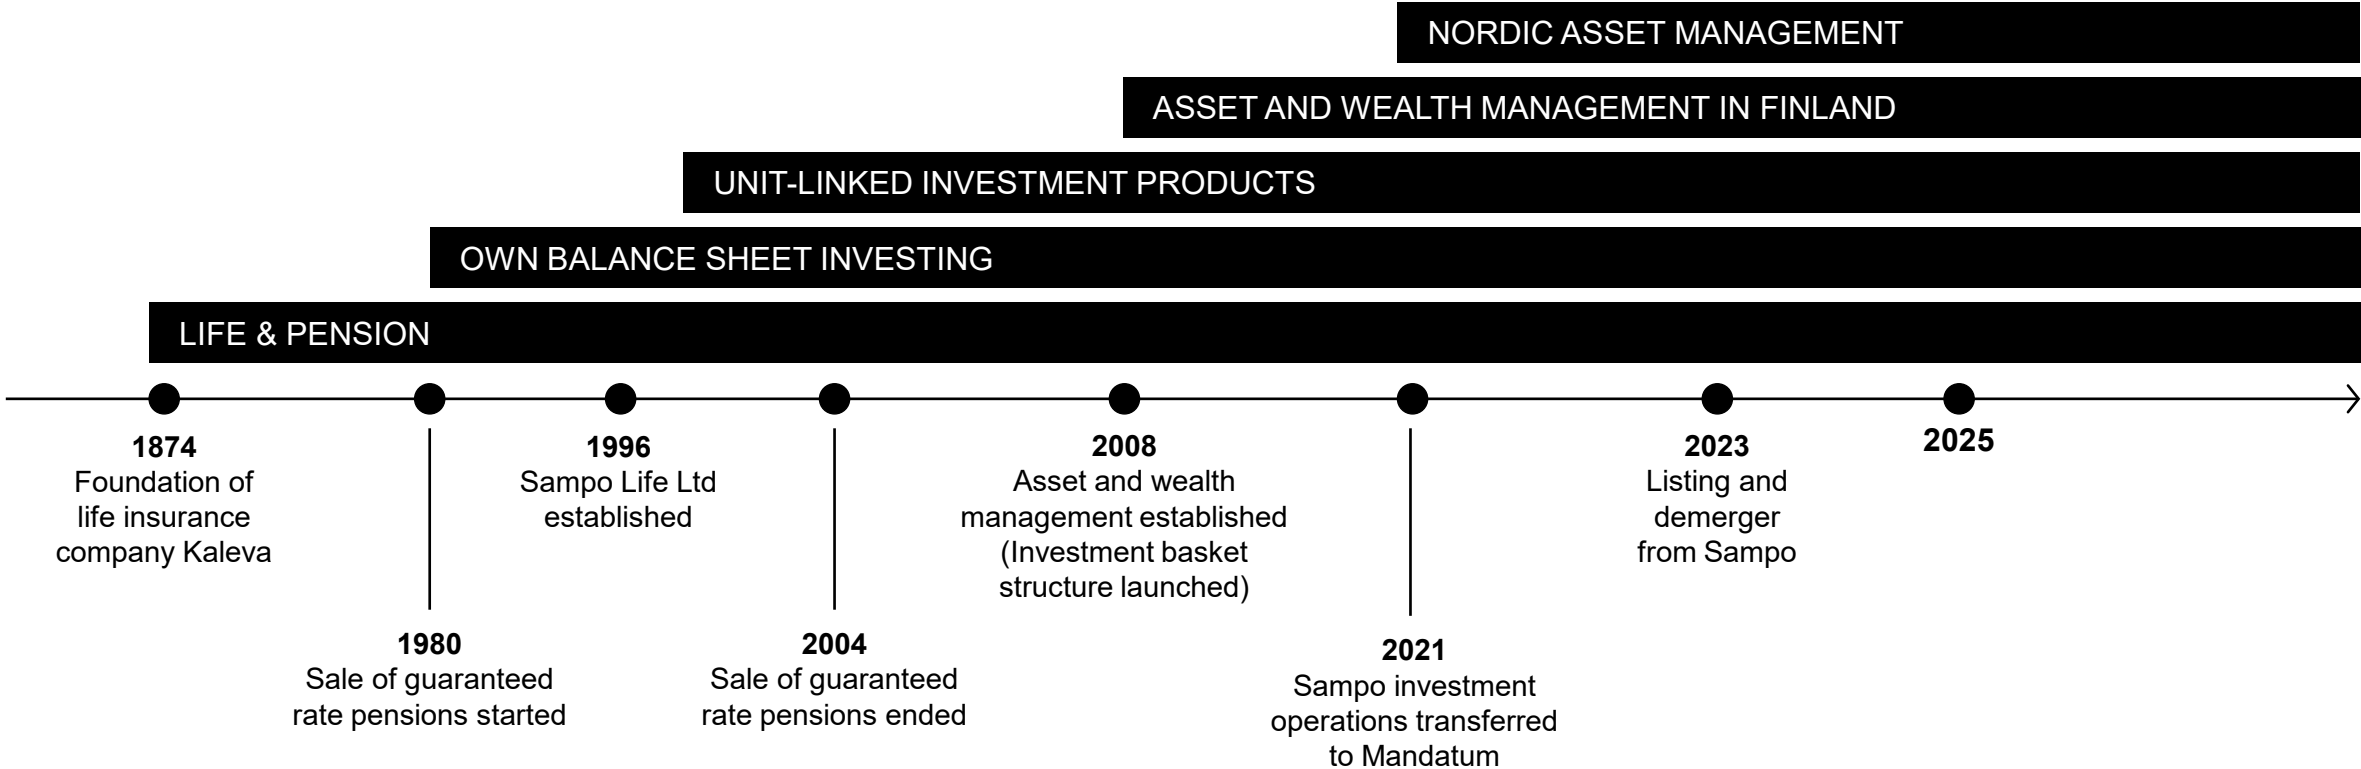 NORDIC ASSET MANAGEMENT
ASSET AND WEALTH MANAGEMENT IN FINLAND
UNIT-LINKED INVESTMENT PRODUCTS
OWN BALANCE SHEET INVESTING
LIFE & PENSION
1874
Foundation of
life insurance
company Kaleva
1980
Sale of guaranteed
rate pensions started
1996
Sampo Life Ltd
established
2004
Sale of guaranteed
rate pensions ended
2008
Asset and wealth
management established
(Investment basket
structure launched)
2021
Sampo investment
operations transferred
to Mandatum
2023
Listing and
demerger
from Sampo
2025